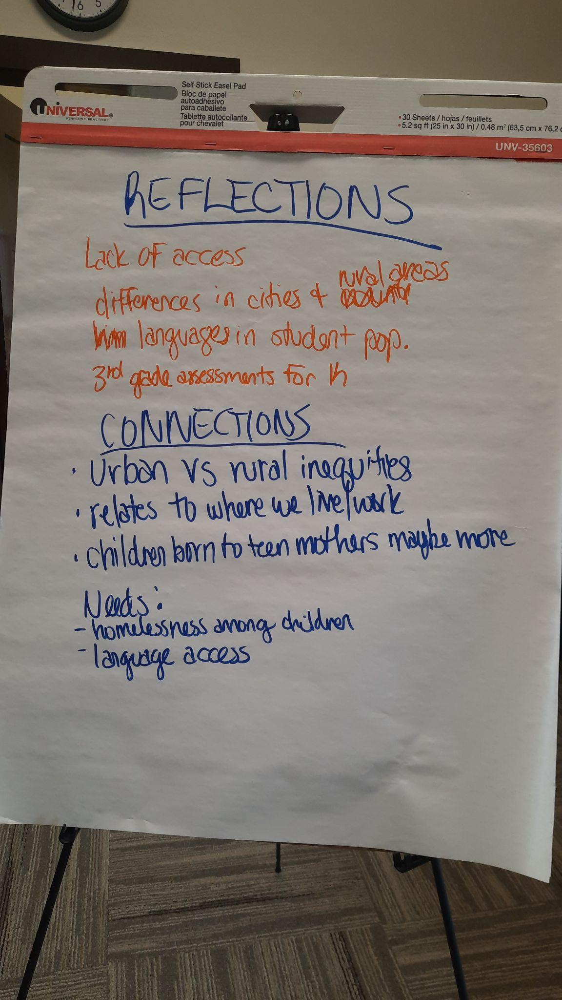 6 5
Self Stick Easel Pad
Bloc de papel
autoadhesivo
para caballete
Tablette autocollante
pour chevalet
UNIVERSAL®
PERFECTLY PRACTICAL
•30 Sheets / hojas / feuillets
•5.2 sq ft (25 in x 30 in) / 0.48 m² (63,5 cm x 76,2 c
UNV-35603
REFLECTIONS
Lack of access
rural areas
differences in cities &
languages in student pop.
3rd grade assessments for K
CONNECTIONS
• Urban vs rural inequities
• relates to where we live/work
• children born to teen mothers maybe more
Needs:
- homelessness among children
- language access